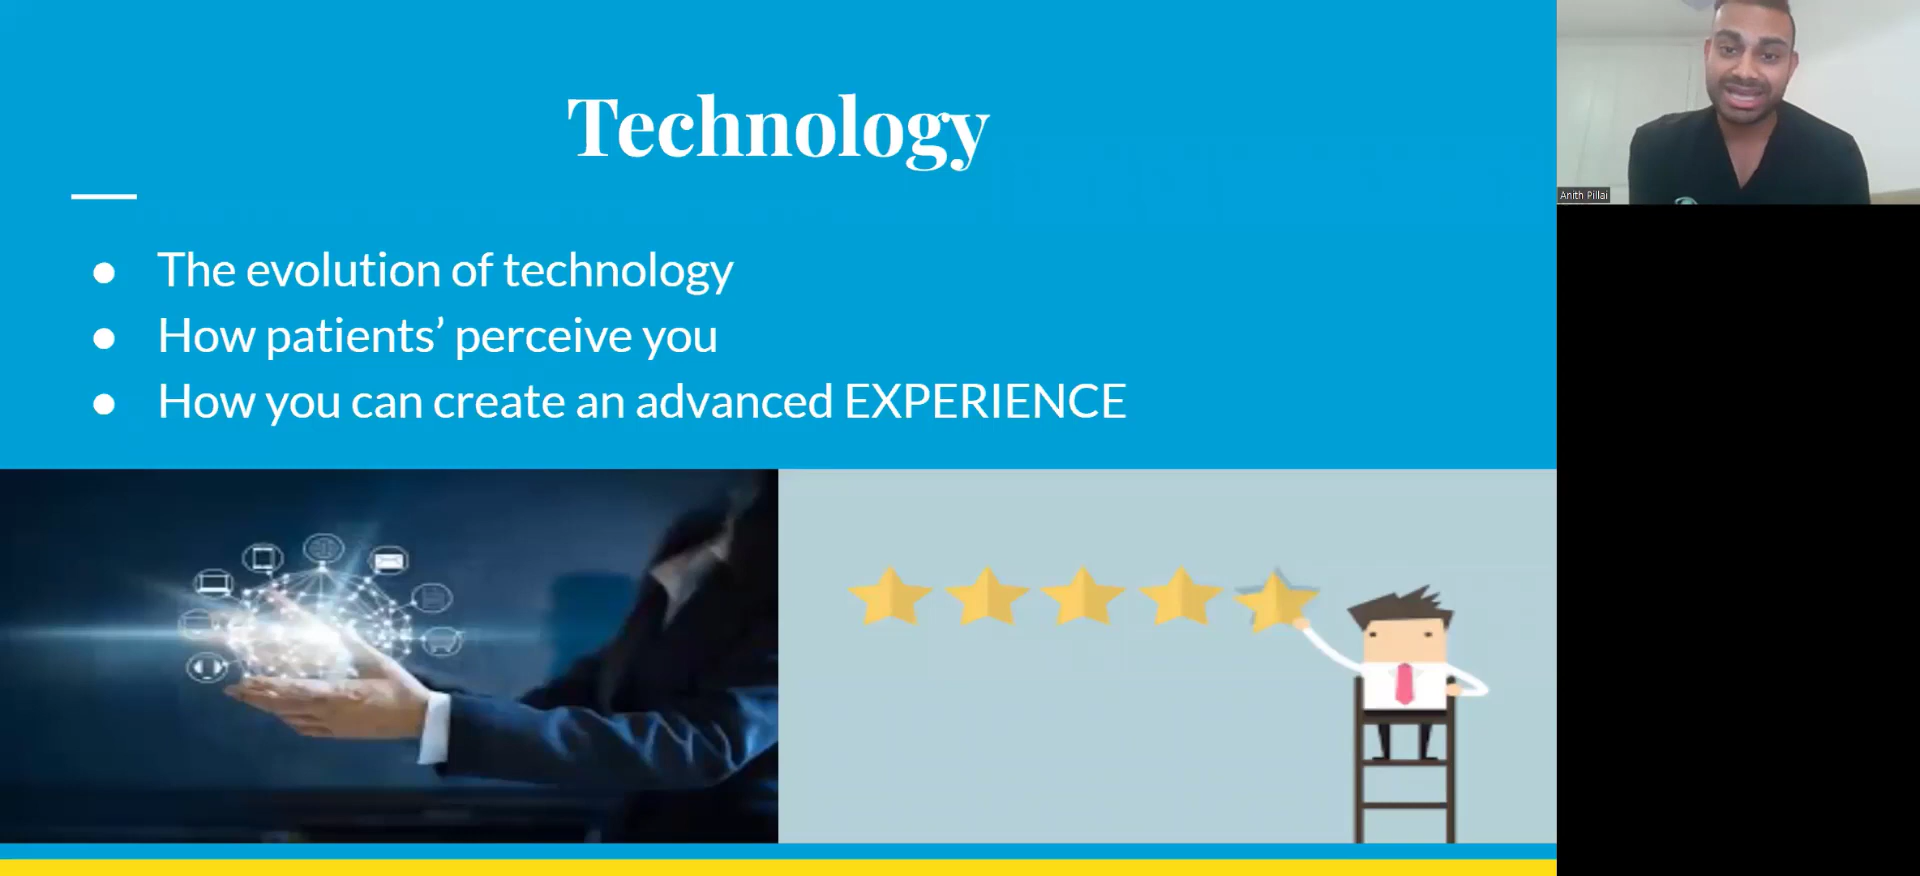 Technology
● The evolution of technology
● How patients’ perceive you
● How you can create an advanced EXPERIENCE
Anith Pillai